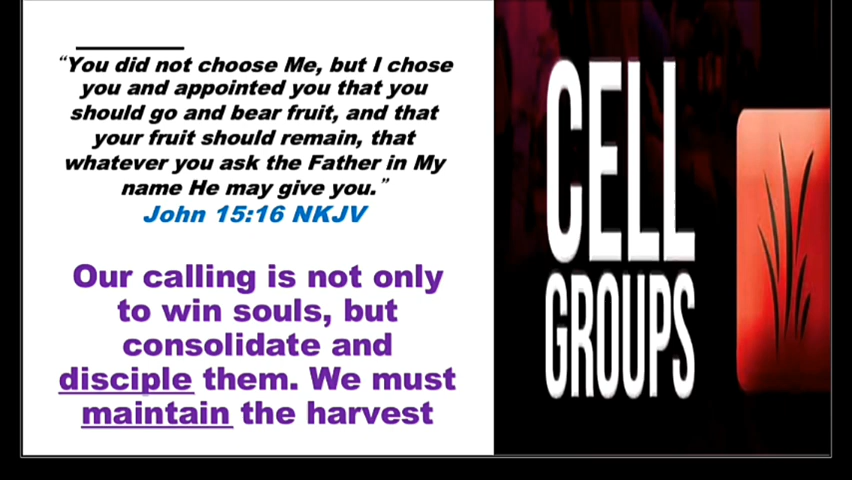 “You did not choose Me, but I chose
you and appointed you that you
should go and bear fruit, and that
your fruit should remain, that
whatever you ask the Father in My
name He may give you.”
John 15:16 NKJV
Our calling is not only
to win souls, but
consolidate and
disciple them. We must
maintain the harvest
CELL
GROUPS